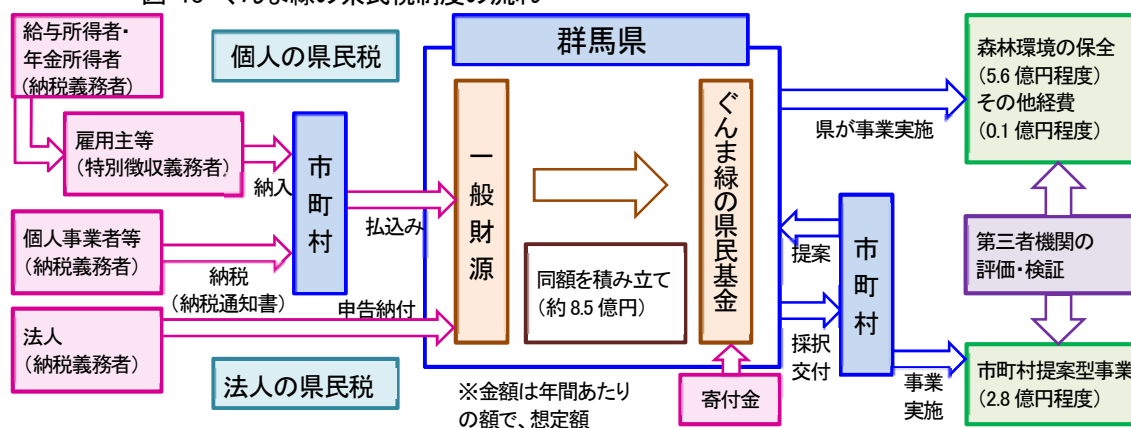 給与所得者・
年金所得者
(納税義務者)
個人の県民税
群馬県
森林環境の保全
(5.6 億円程度)
その他経費
(0.1 億円程度)
雇用主等
(特別徴収義務者)
納入
市町村
払込み
一般財源
ぐんま緑の県民基金
県が事業実施
個人事業者等
(納税義務者)
納税
(納税通知書)
同額を積み立て
(約 8.5 億円)
提案
市町村
第三者機関の
評価・検証
法人
(納税義務者)
申告納付
採択
交付
事業
実施
法人の県民税
※金額は年間あたり
の額で、想定額
寄付金
市町村提案型事業
(2.8 億円程度)